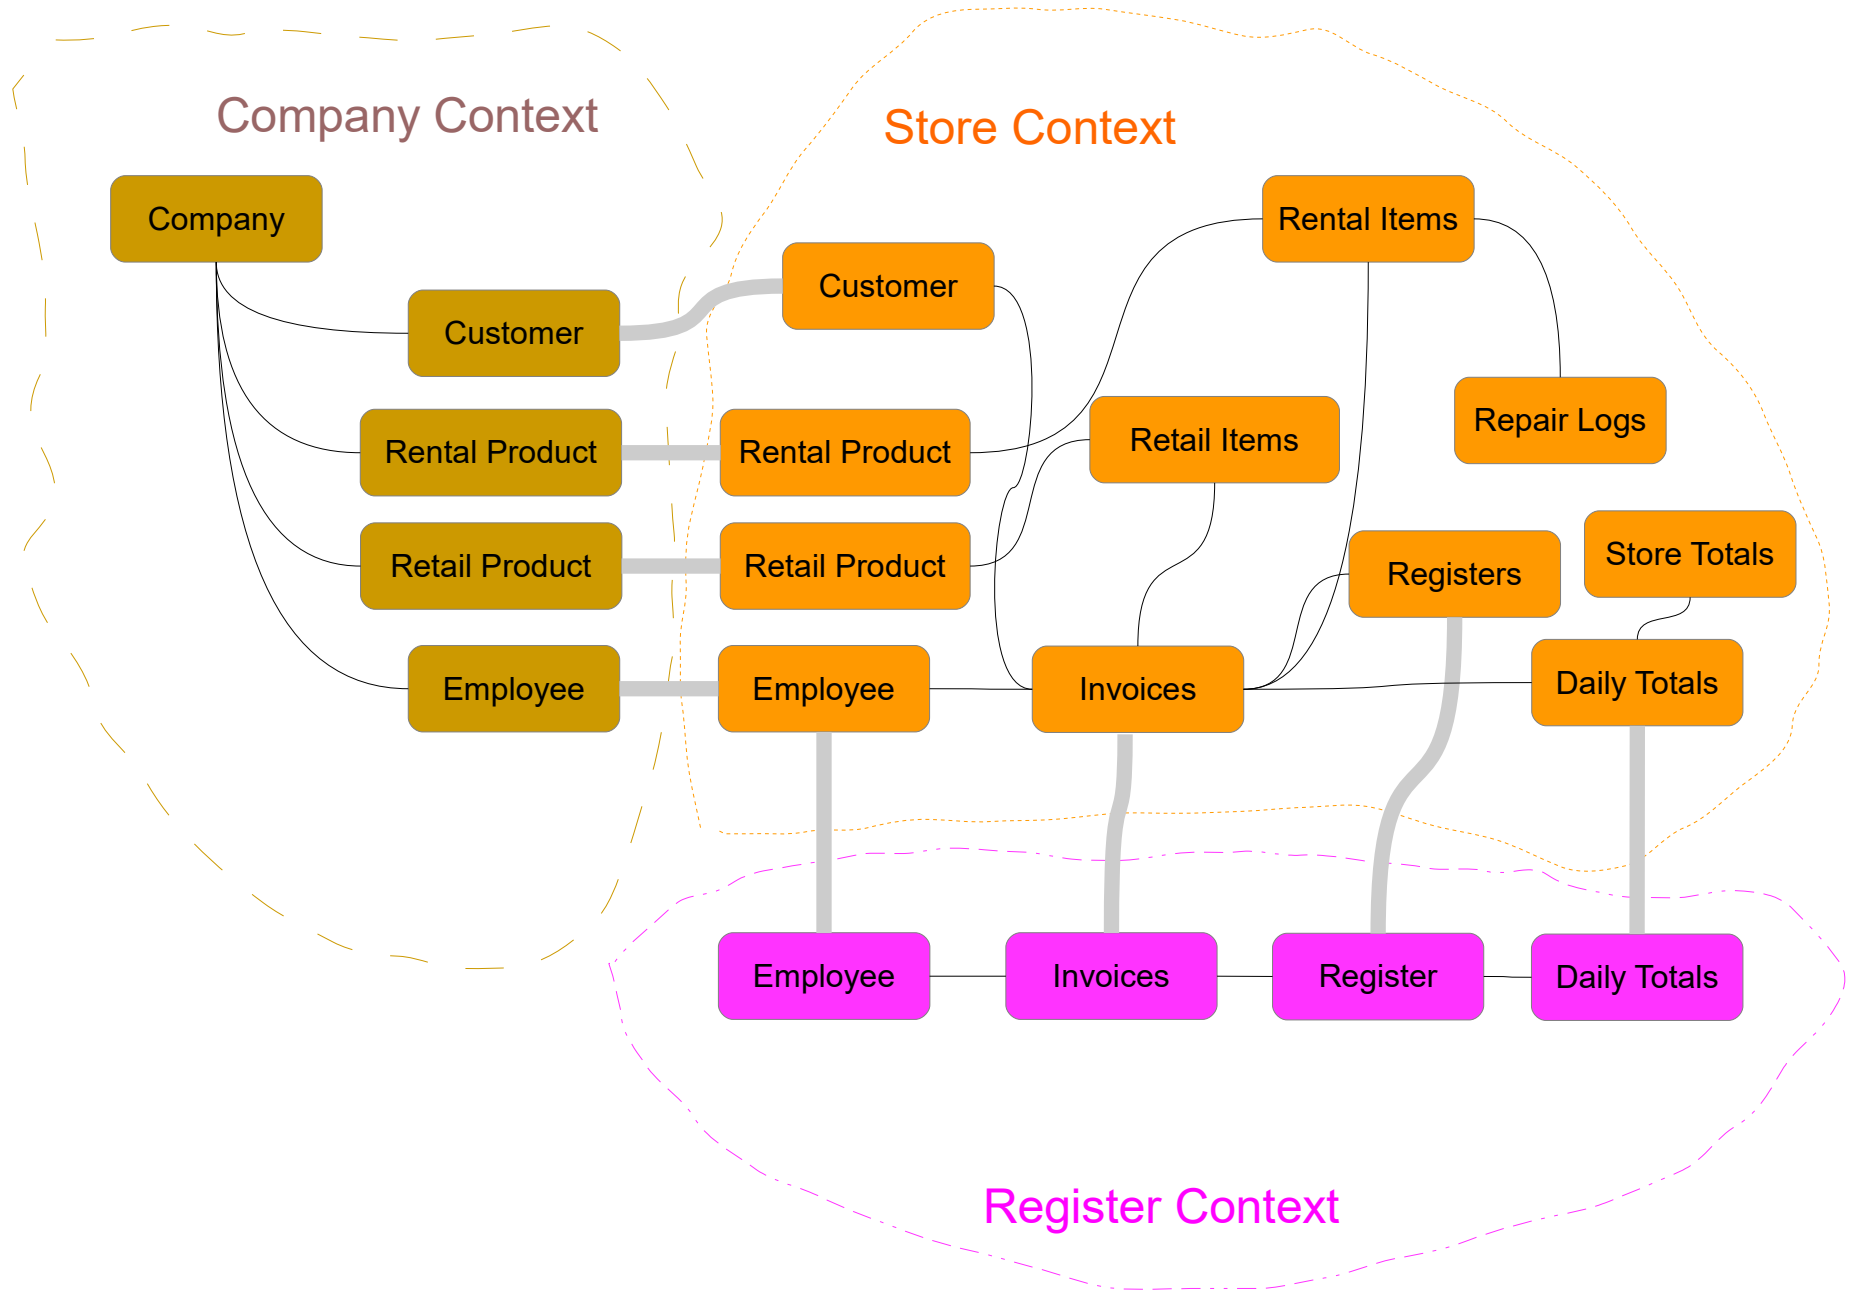 Company Context
Company
Customer
Rental Product
Retail Product
Employee
Store Context
Customer
Rental Items
Rental Product
Retail Items
Repair Logs
Retail Product
Registers
Store Totals
Employee
Invoices
Daily Totals
Employee
Invoices
Register
Daily Totals
Register Context